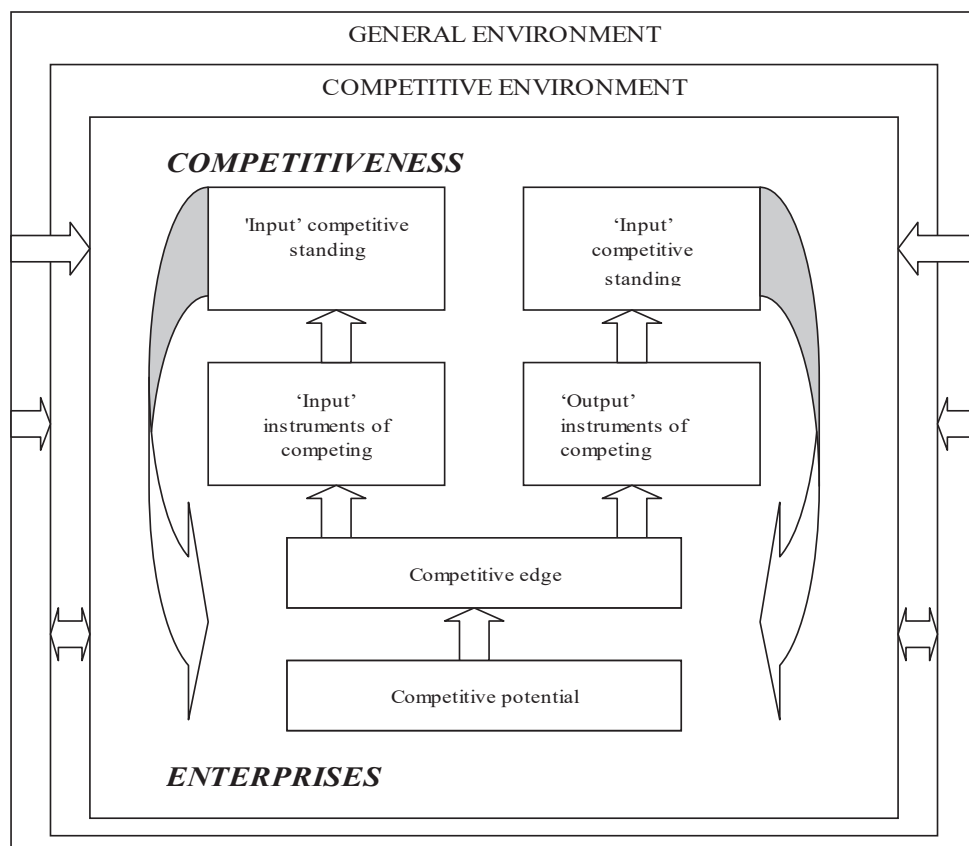 GENERAL ENVIRONMENT
COMPETITIVE ENVIRONMENT
COMPETITIVENESS
'Input’ competitive
standing
‘Input’
competitive
standing
‘Input’
instruments of
competing
‘Output’
instruments of
competing
Competitive edge
Competitive potential
ENTERPRISES